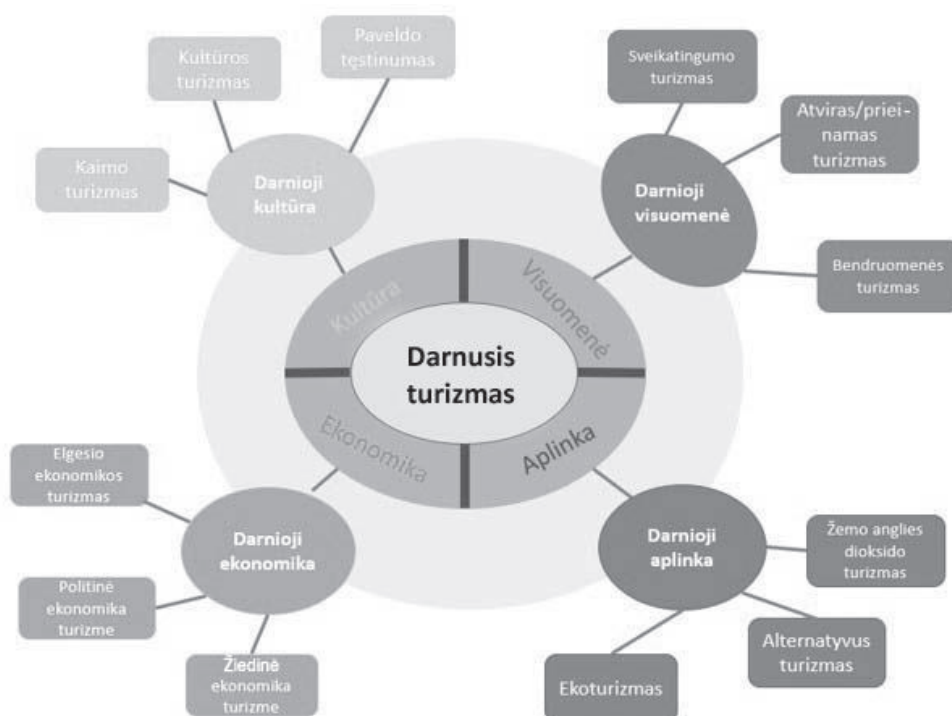 Kultūros
turizmas
Paveldo
tęstinumas
Kaimo
turizmas
Darnioji
kultūra
Sveikatingumo
turizmas
Atviras/priei-
namas
turizmas
Darnioji
visuomenė
Bendruomenės
turizmas
Kultūra
Visuomenė
Darnusis
turizmas
Ekonomika
Aplinka
Elgesio
ekonomikos
turizmas
Darnioji
ekonomika
Politinė
ekonomika
turizme
Žiedinė
ekonomika
turizme
Darnioji
aplinka
Žemo anglies
dioksido
turizmas
Alternatyvus
turizmas
Ekoturizmas